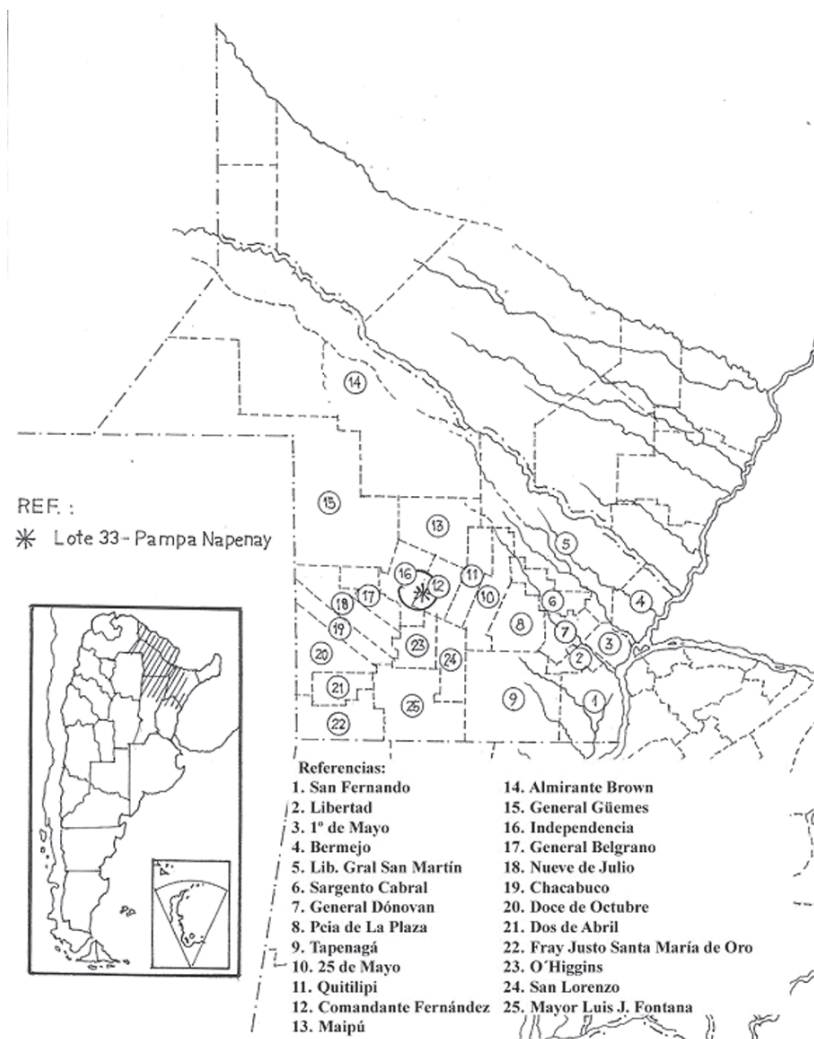 14
15
13
5
16
12
11
10
17
18
6
4
19
8
7
3
20
23
24
2
21
9
1
25
22
REF. :
Lote 33-Pampa Napenay
Referencias:
1. San Fernando
2. Libertad
3. 1º de Mayo
4. Bermejo
5. Lib. Gral San Martín
6. Sargento Cabral
7. General Dónovan
8. Pcia de La Plaza
9. Tapenagá
10. 25 de Mayo
11. Quitilipi
12. Comandante Fernández
13. Maipú
14. Almirante Brown
15. General Güemes
16. Independencia
17. General Belgrano
18. Nueve de Julio
19. Chacabuco
20. Doce de Octubre
21. Dos de Abril
22. Fray Justo Santa María de Oro
23. O´Higgins
24. San Lorenzo
25. Mayor Luis J. Fontana